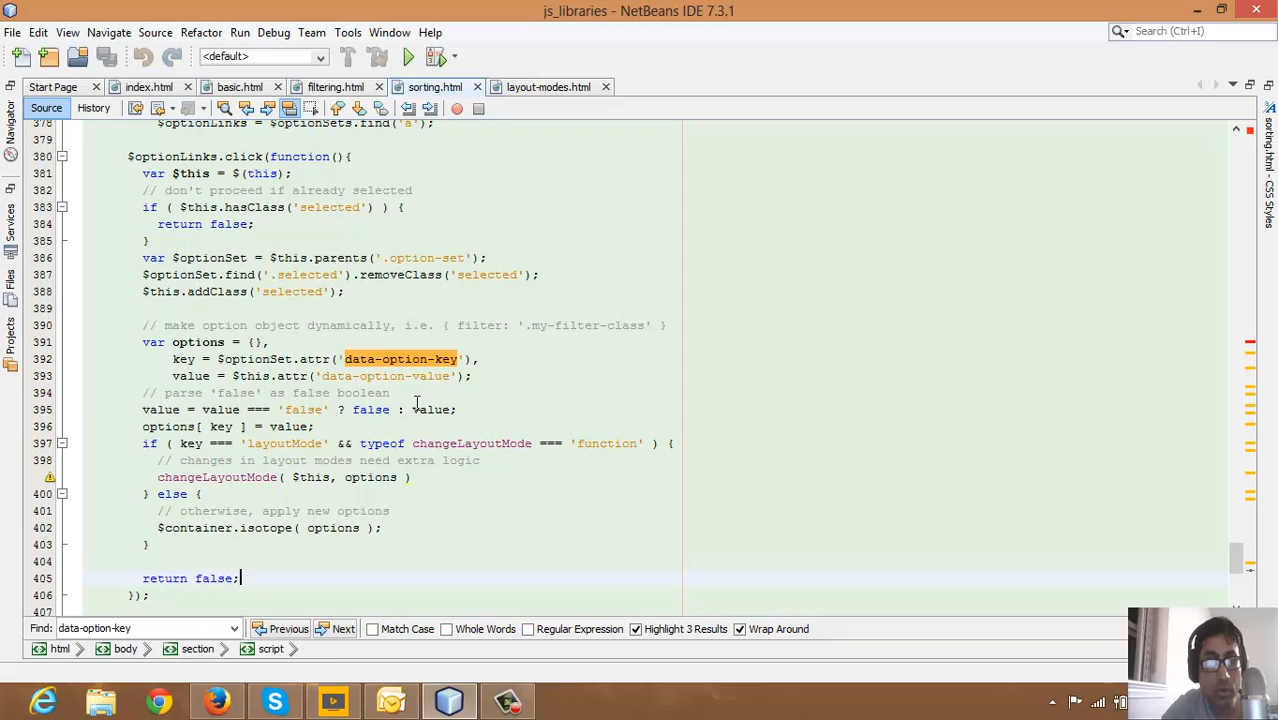 js_libraries - NetBeans IDE 7.3.1
File Edit View Navigate Source Refactor Run Debug Team Tools Window Help
Search (Ctrl+I)
<default>
Start Page index.html basic.html filtering.html sorting.html layout-modes.html
Source History
Navigator
Services
Files
Projects
sorting.html - CSS Styles
378 $optionLinks = $optionSets.find('a');
379
380 $optionLinks.click(function(){
381 var $this = $(this);
382 // don't proceed if already selected
383 if ( $this.hasClass('selected') ) {
384 return false;
385 }
386 var $optionSet = $this.parents('.option-set');
387 $optionSet.find('.selected').removeClass('selected');
388 $this.addClass('selected');
389
390 // make option object dynamically, i.e. { filter: '.my-filter-class' }
391 var options = {},
392 key = $optionSet.attr('data-option-key'),
393 value = $this.attr('data-option-value');
394 // parse 'false' as false boolean
395 value = value === 'false' ? false : value;
396 options[ key ] = value;
397 if ( key === 'layoutMode' && typeof changeLayoutMode === 'function' ) {
398 // changes in layout modes need extra logic
changeLayoutMode( $this, options )
400 } else {
401 // otherwise, apply new options
402 $container.isotope( options );
403 }
404
405 return false;
406 });
407
Find: data-option-key Previous Next Match Case Whole Words Regular Expression Highlight 3 Results Wrap Around
html body section script